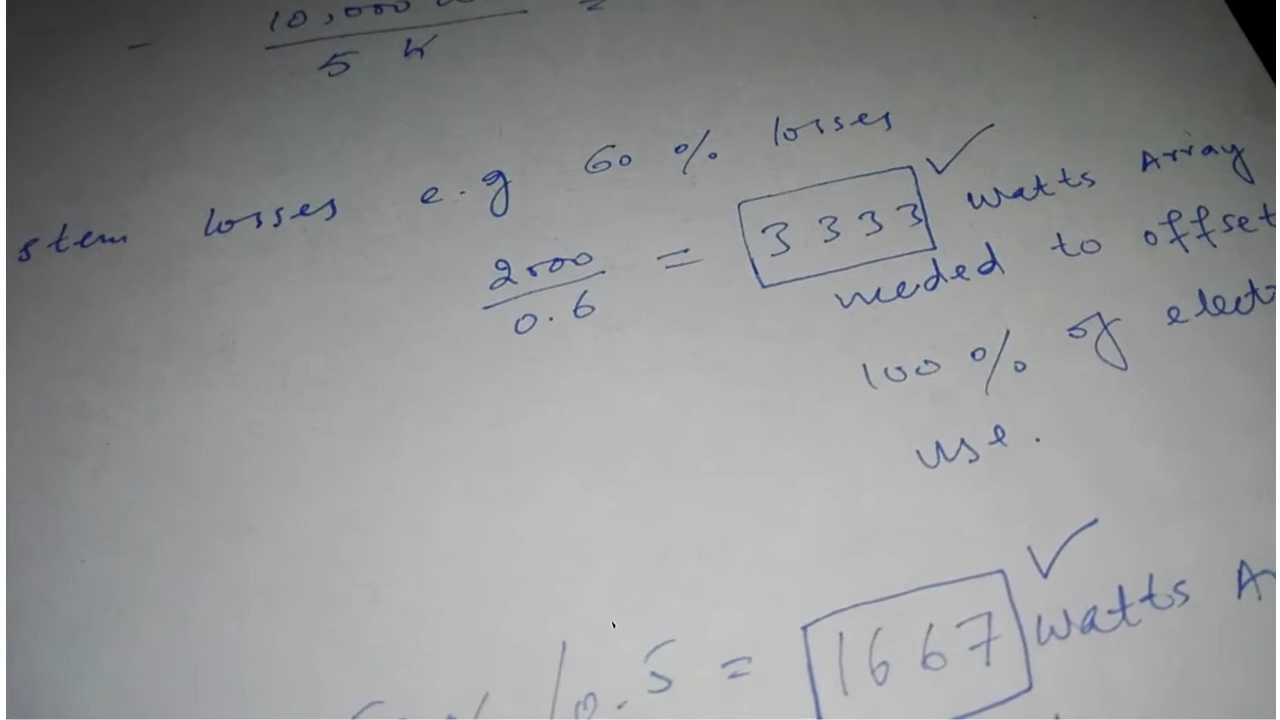 10,000
5 h
stem losses e.g 60 % losses
2000 / 0.6 = 3333 watts Array
needed to offset
100 % of elect
use.
/0.5 = 1667 watts A